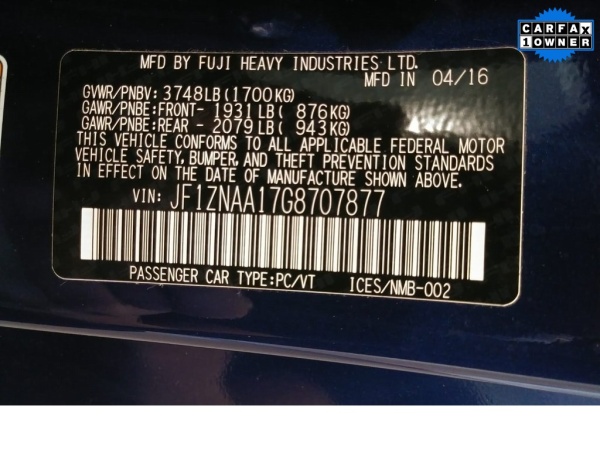 CARFAX
1 OWNER
MFD BY FUJI HEAVY INDUSTRIES LTD.
MFD IN 04/16
GVWR/PNBV: 3748LB(1700KG)
GAWR/PNBE:FRONT- 1931LB( 876KG)
GAWR/PNBE:REAR - 2079LB( 943KG)
THIS VEHICLE CONFORMS TO ALL APPLICABLE FEDERAL MOTOR
VEHICLE SAFETY, BUMPER, AND THEFT PREVENTION STANDARDS
IN EFFECT ON THE DATE OF MANUFACTURE SHOWN ABOVE.
VIN: JF1ZNAA17G8707877
PASSENGER CAR TYPE:PC/VT ICES/NMB-002